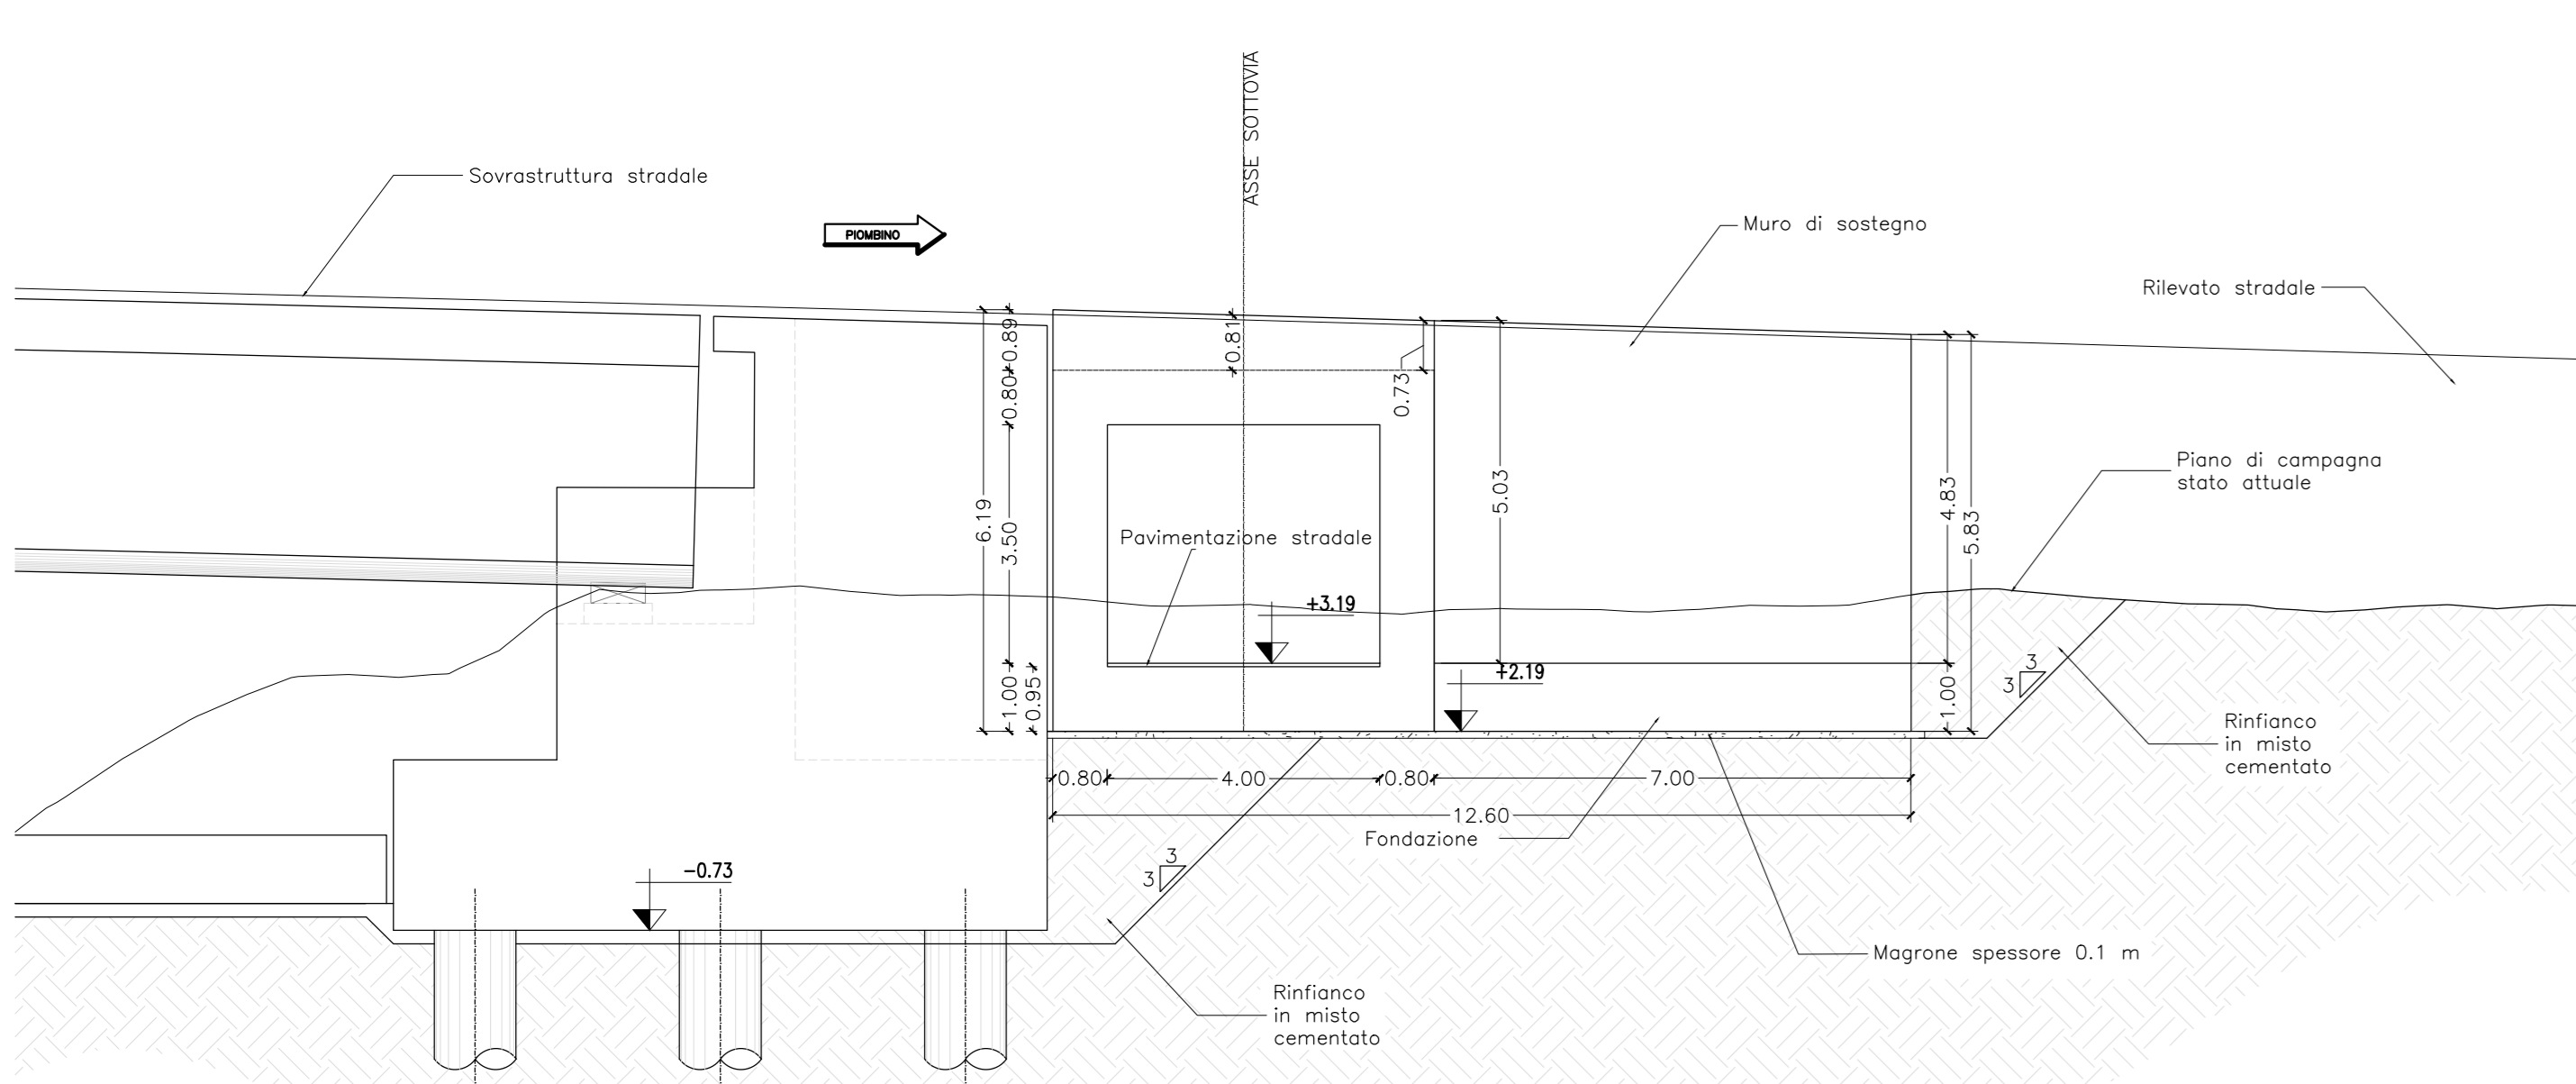 ASSE SOTTOVIA
Sovrastruttura stradale
PIOMBINO
Muro di sostegno
Rilevato stradale
0.89
0.81
0.80
0.73
Piano di campagna
stato attuale
6.19
3.50
5.03
4.83
5.83
Pavimentazione stradale
+3.19
+2.19
1.00
0.95
1.00
3
3
Rinfianco
in misto
cementato
0.80
4.00
0.80
7.00
12.60
Fondazione
3
3
-0.73
Magrone spessore 0.1 m
Rinfianco
in misto
cementato